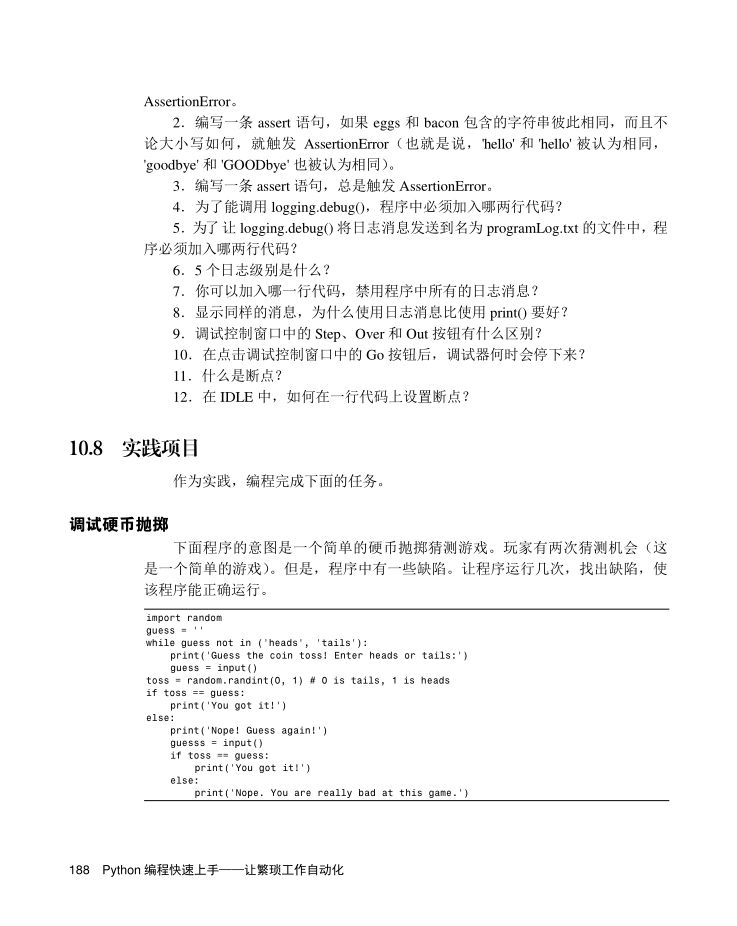 AssertionError。
2．编写一条 assert 语句，如果 eggs 和 bacon 包含的字符串彼此相同，而且不
论大小写如何，就触发 AssertionError（也就是说，'hello' 和 'hello' 被认为相同，
'goodbye' 和 'GOODbye' 也被认为相同）。
3．编写一条 assert 语句，总是触发 AssertionError。
4．为了能调用 logging.debug()，程序中必须加入哪两行代码？
5．为了让 logging.debug() 将日志消息发送到名为 programLog.txt 的文件中，程
序必须加入哪两行代码？
6．5 个日志级别是什么？
7．你可以加入哪一行代码，禁用程序中所有的日志消息？
8．显示同样的消息，为什么使用日志消息比使用 print() 要好？
9．调试控制窗口中的 Step、Over 和 Out 按钮有什么区别？
10．在点击调试控制窗口中的 Go 按钮后，调试器何时会停下来？
11．什么是断点？
12．在 IDLE 中，如何在一行代码上设置断点？
10.8 实践项目
作为实践，编程完成下面的任务。
调试硬币抛掷
下面程序的意图是一个简单的硬币抛掷猜测游戏。玩家有两次猜测机会（这
是一个简单的游戏）。但是，程序中有一些缺陷。让程序运行几次，找出缺陷，使
该程序能正确运行。
import random
guess = ''
while guess not in ('heads', 'tails'):
    print('Guess the coin toss! Enter heads or tails:')
    guess = input()
toss = random.randint(0, 1) # 0 is tails, 1 is heads
if toss == guess:
    print('You got it!')
else:
    print('Nope! Guess again!')
    guesss = input()
    if toss == guess:
        print('You got it!')
    else:
        print('Nope. You are really bad at this game.')
188 Python 编程快速上手——让繁琐工作自动化